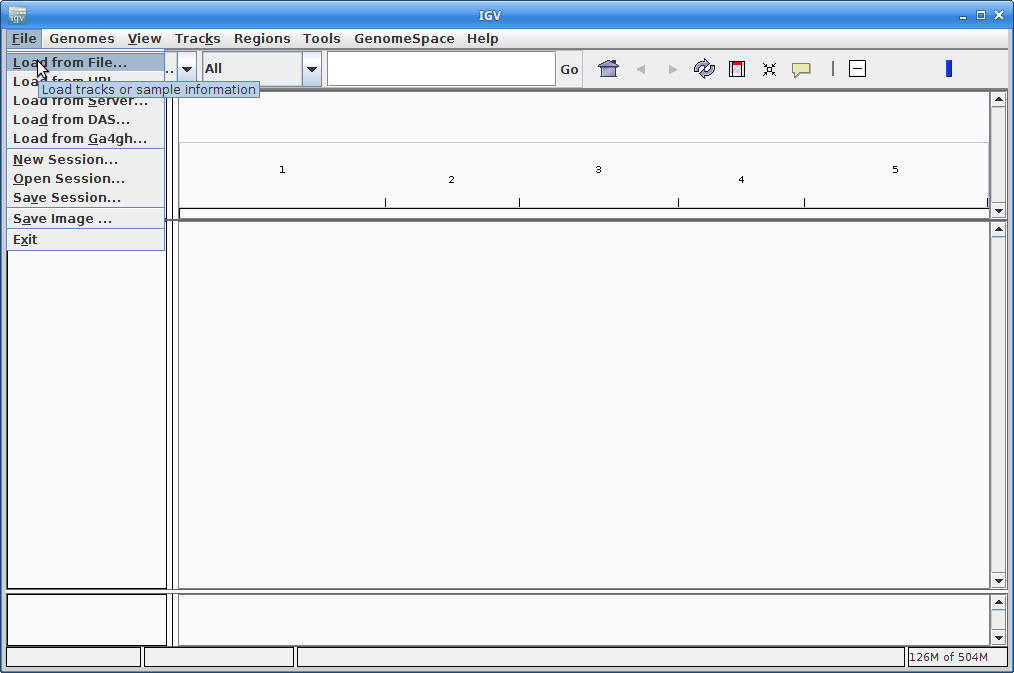 igv
IGV
File Genomes View Tracks Regions Tools GenomeSpace Help
Load from File...
.. All Go
Load from
Load tracks or sample information
Load from Server...
Load from DAS...
Load from Ga4gh...
New Session...
Open Session...
Save Session...
Save Image ...
Exit
1 2 3 4 5
126M of 504M